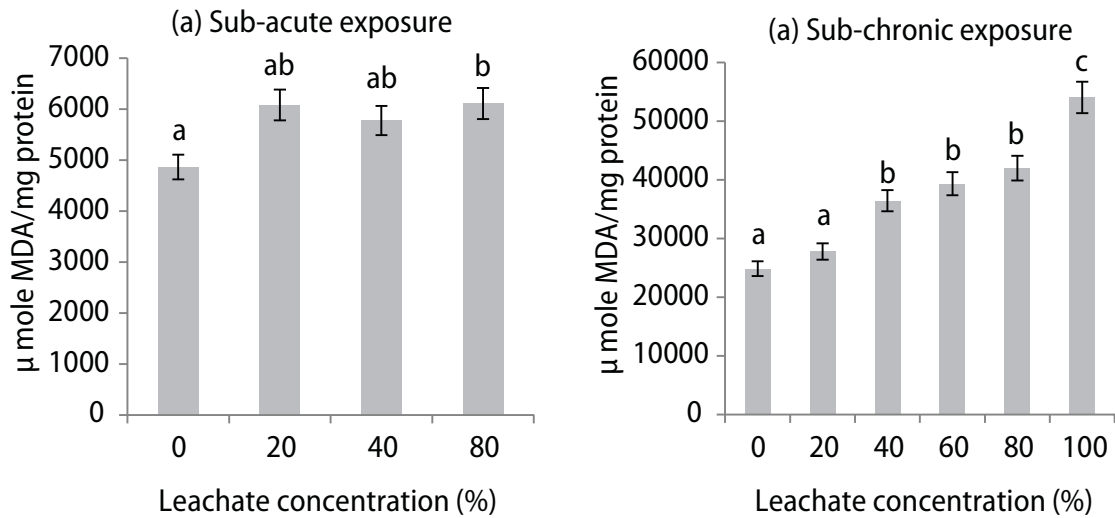 (a) Sub-acute exposure
μ mole MDA/mg protein
7000
6000
5000
4000
3000
2000
1000
0
a
ab
ab
b
0 20 40 80
Leachate concentration (%)
(a) Sub-chronic exposure
μ mole MDA/mg protein
60000
50000
40000
30000
20000
10000
0
a
a
b
b
b
c
0 20 40 60 80 100
Leachate concentration (%)